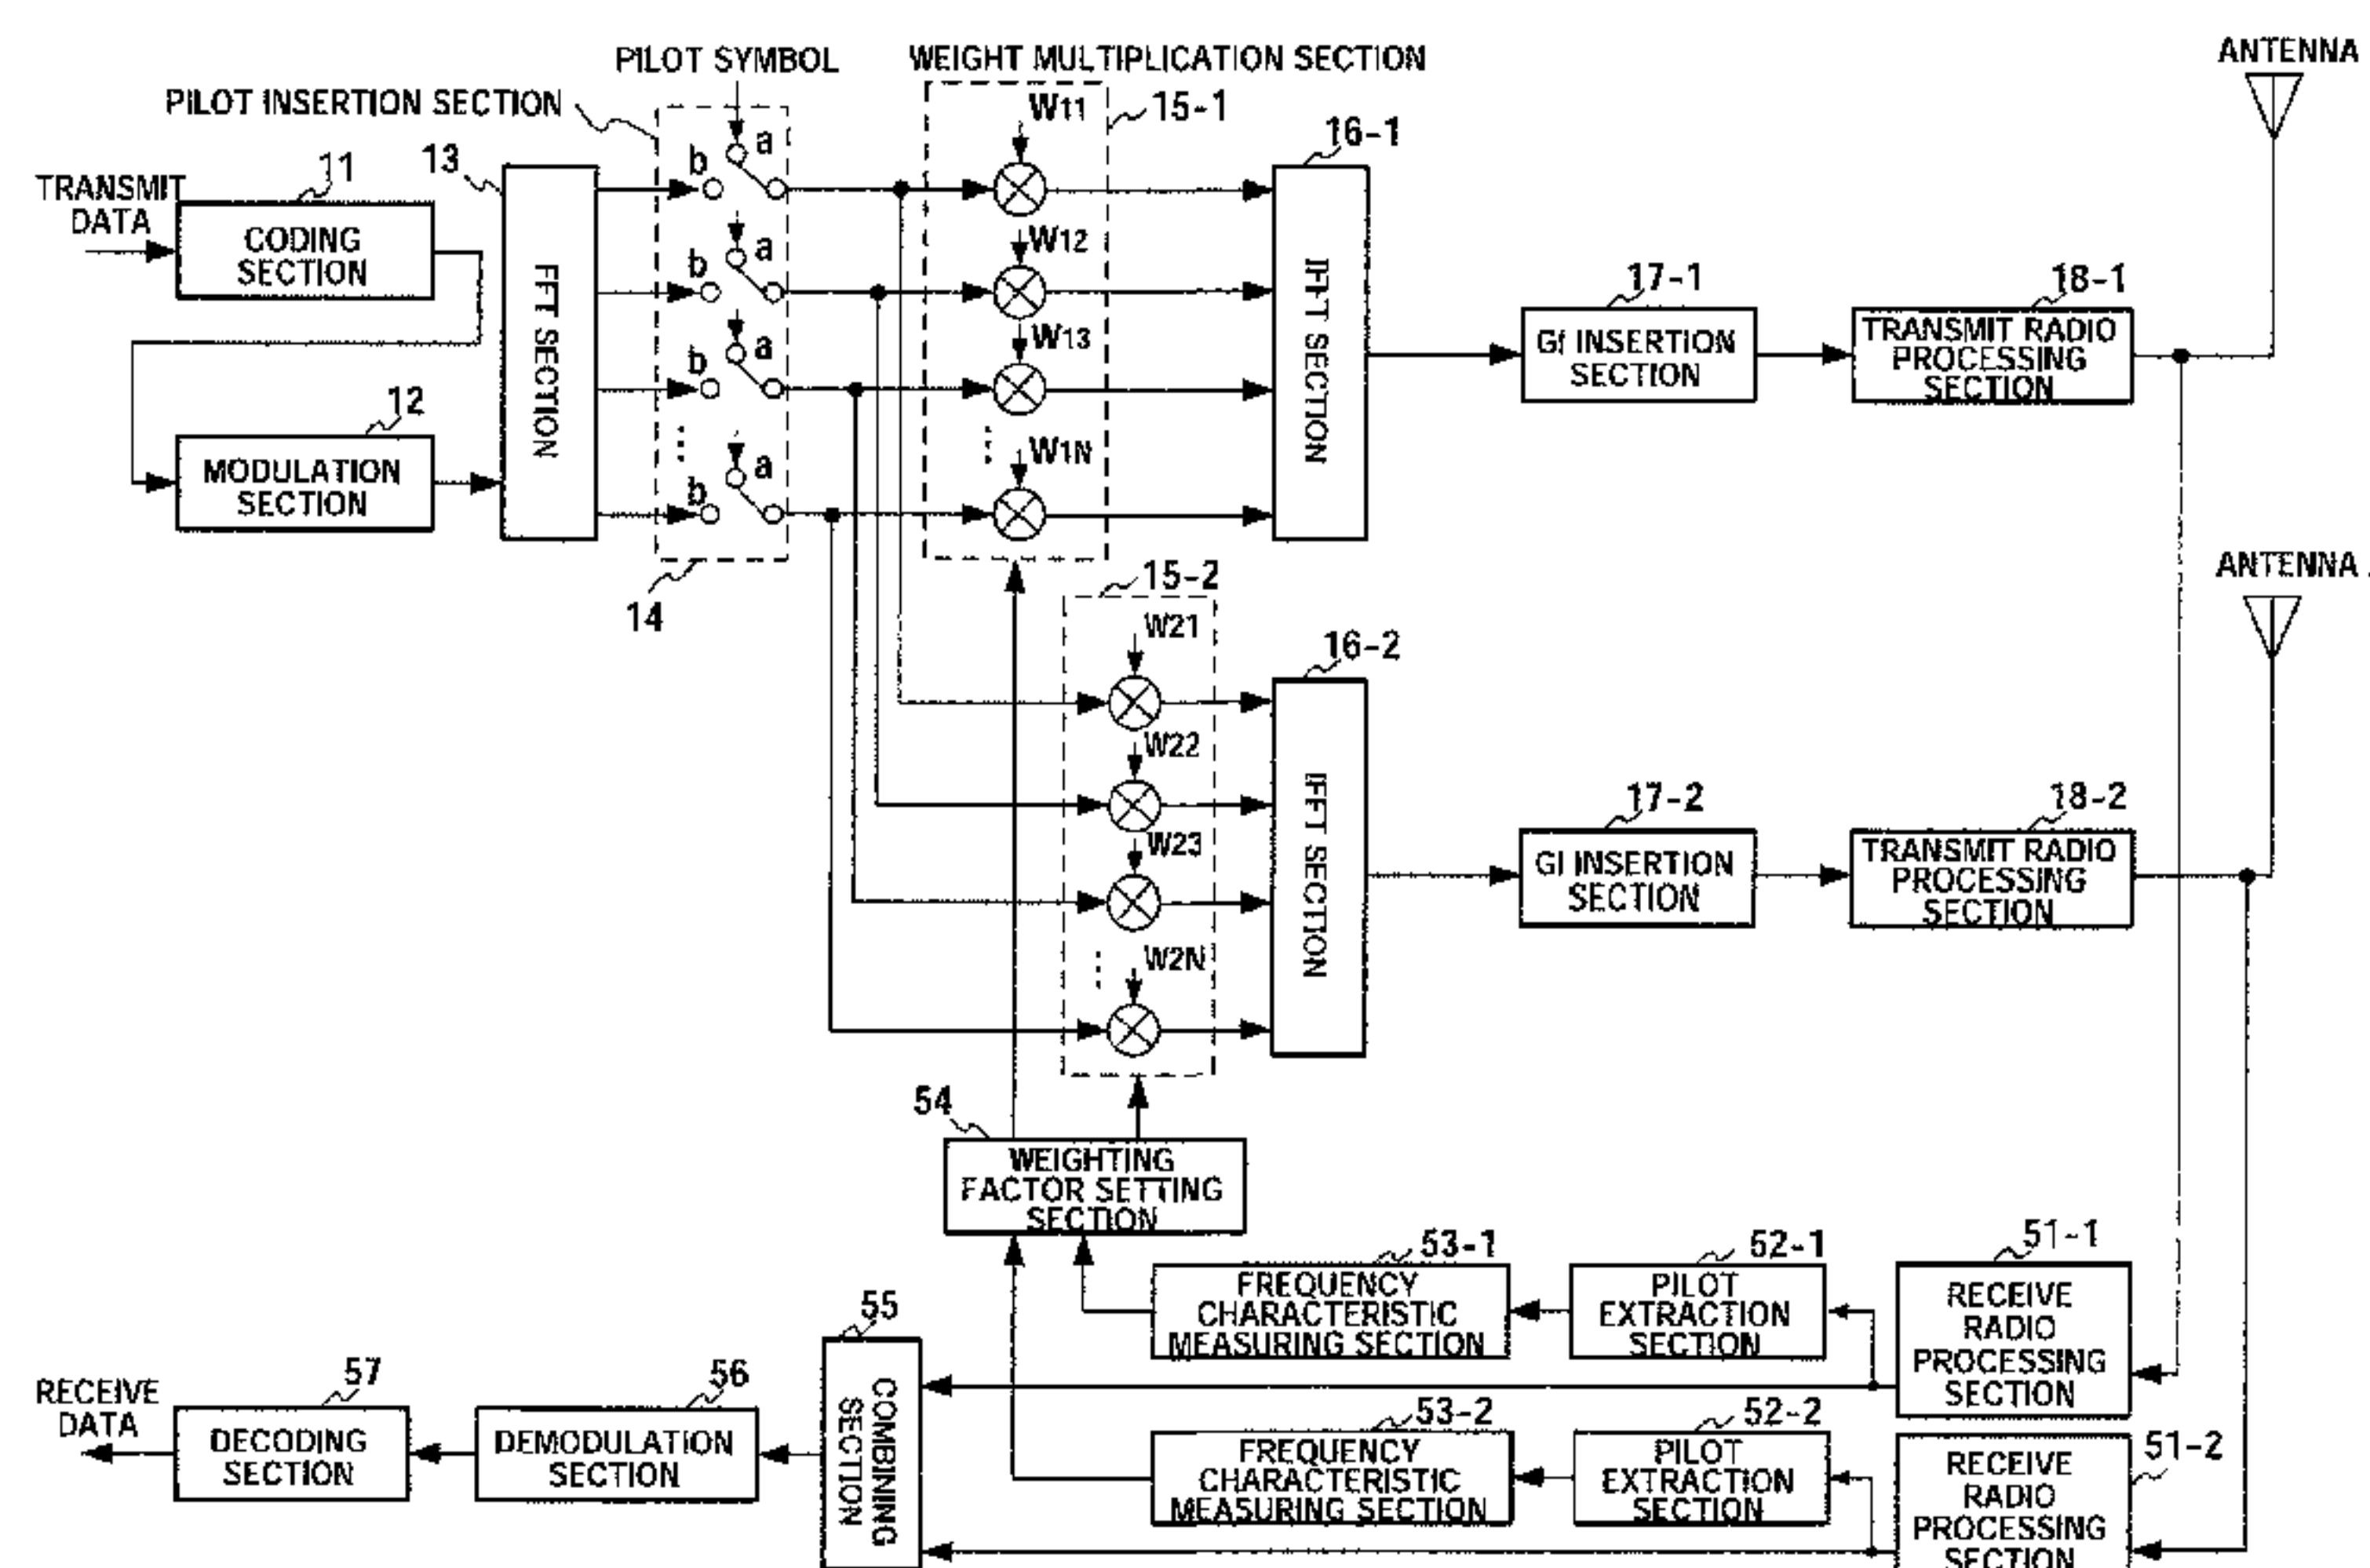 PILOT SYMBOL
WEIGHT MULTIPLICATION SECTION
ANTENNA
PILOT INSERTION SECTION
W11
15-1
16-1
a
b
13
11
TRANSMIT
DATA
CODING
SECTION
FFT SECTION
W12
a
b
IFFT SECTION
17-1
18-1
Gf INSERTION
SECTION
TRANSMIT RADIO
PROCESSING
SECTION
W13
a
b
12
MODULATION
SECTION
W1N
a
b
14
15-2
ANTENNA
W21
16-2
W22
IFFT SECTION
17-2
18-2
GI INSERTION
SECTION
TRANSMIT RADIO
PROCESSING
SECTION
W23
W2N
54
WEIGHTING
FACTOR SETTING
SECTION
53-1
52-1
51-1
FREQUENCY
CHARACTERISTIC
MEASURING SECTION
PILOT
EXTRACTION
SECTION
RECEIVE
RADIO
PROCESSING
SECTION
55
COMBINING
SECTION
57
56
RECEIVE
DATA
DECODING
SECTION
DEMODULATION
SECTION
53-2
52-2
51-2
FREQUENCY
CHARACTERISTIC
MEASURING SECTION
PILOT
EXTRACTION
SECTION
RECEIVE
RADIO
PROCESSING
SECTION